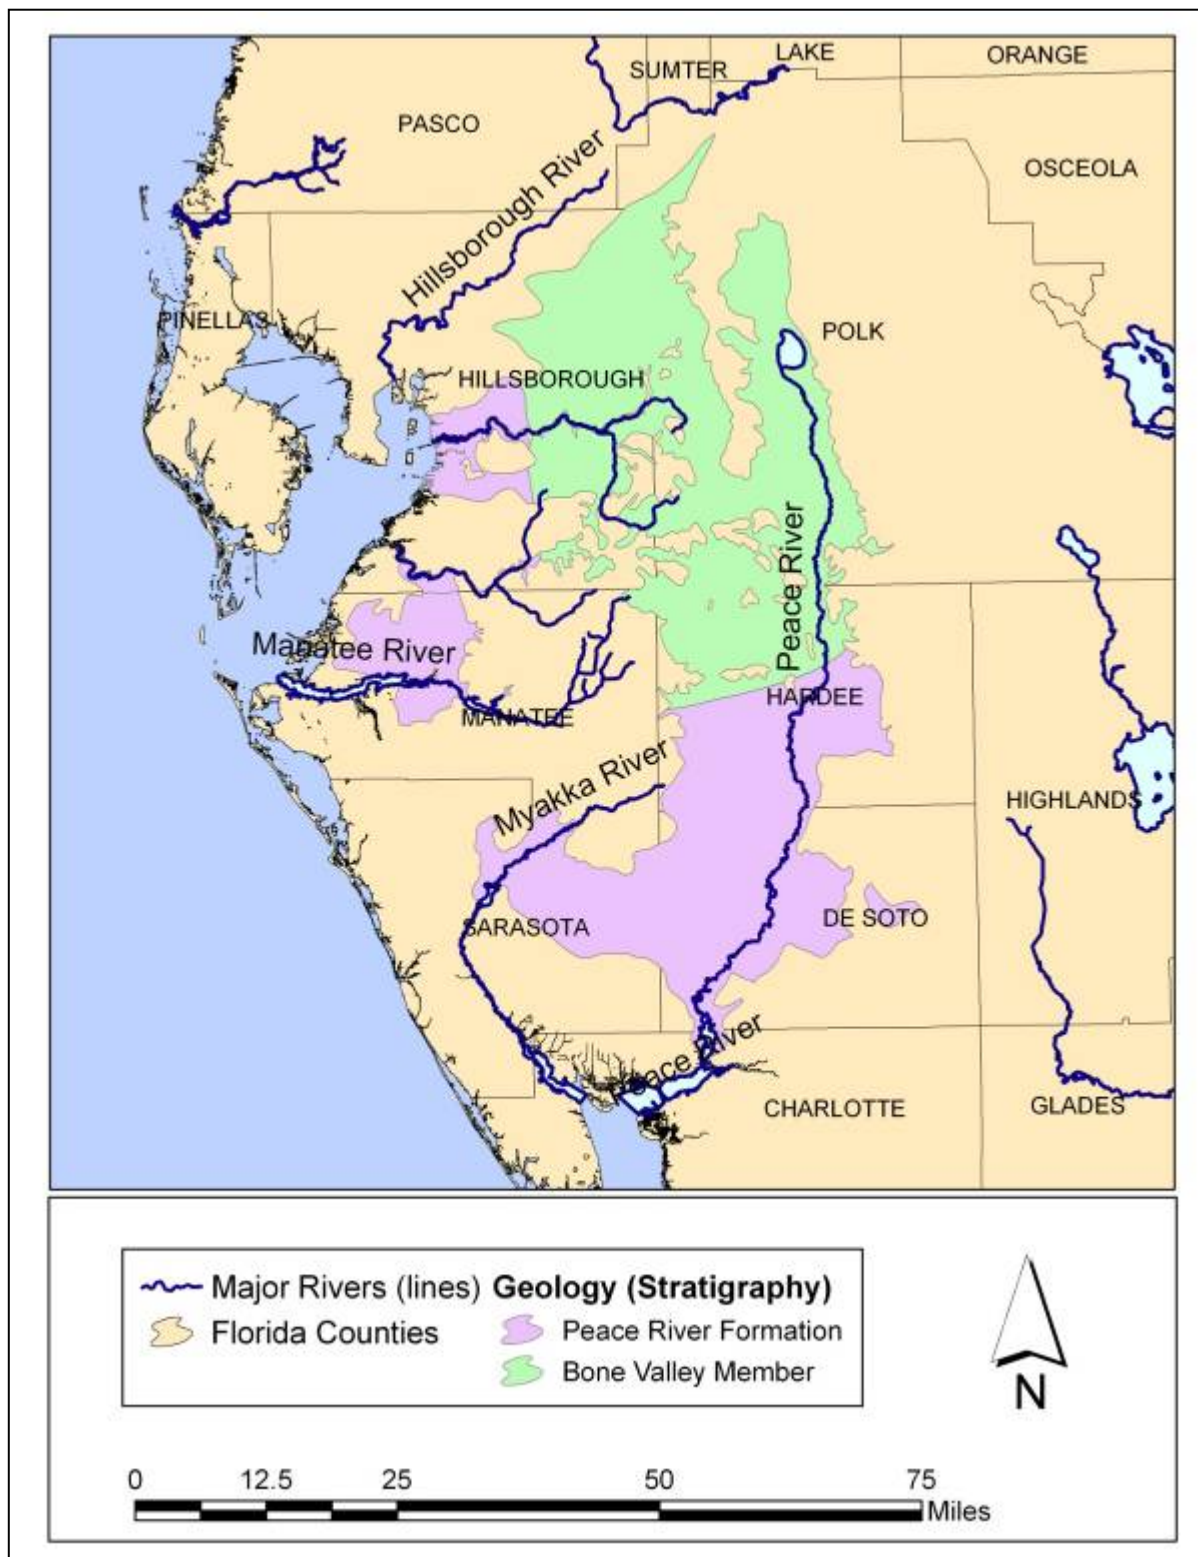 LAKE
ORANGE
SUMTER
PASCO
OSCEOLA
Hillsborough River
PINELLAS
POLK
HILLSBOROUGH
Peace River
Manatee River
HARDEE
MANATEE
Myakka River
HIGHLANDS
SARASOTA
DE SOTO
Peace River
CHARLOTTE
GLADES
Major Rivers (lines) Geology (Stratigraphy)
Florida Counties
Peace River Formation
Bone Valley Member
N
0 12.5 25 50 75
Miles